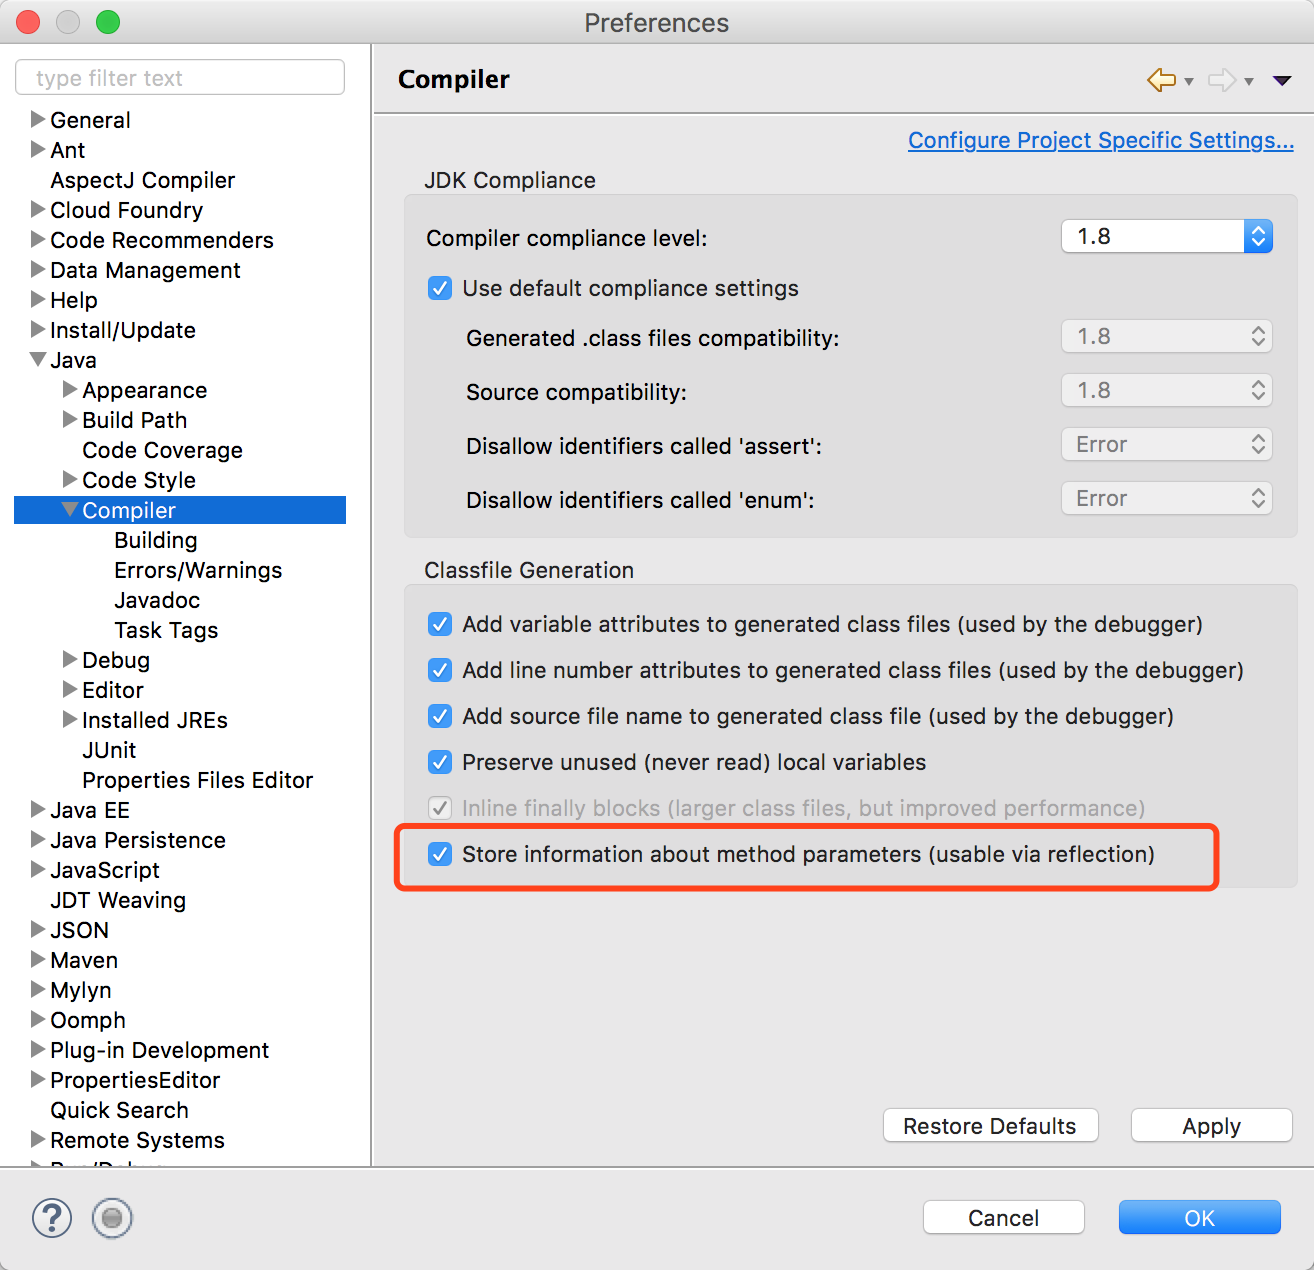 Preferences
type filter text
General
Ant
AspectJ Compiler
Cloud Foundry
Code Recommenders
Data Management
Help
Install/Update
Java
Appearance
Build Path
Code Coverage
Code Style
Compiler
Building
Errors/Warnings
Javadoc
Task Tags
Debug
Editor
Installed JREs
JUnit
Properties Files Editor
Java EE
Java Persistence
JavaScript
JDT Weaving
JSON
Maven
Mylyn
Oomph
Plug-in Development
PropertiesEditor
Quick Search
Remote Systems
Compiler
Configure Project Specific Settings...
JDK Compliance
Compiler compliance level: 1.8
Use default compliance settings
Generated .class files compatibility: 1.8
Source compatibility: 1.8
Disallow identifiers called 'assert': Error
Disallow identifiers called 'enum': Error
Classfile Generation
Add variable attributes to generated class files (used by the debugger)
Add line number attributes to generated class files (used by the debugger)
Add source file name to generated class file (used by the debugger)
Preserve unused (never read) local variables
Inline finally blocks (larger class files, but improved performance)
Store information about method parameters (usable via reflection)
Restore Defaults Apply
? Cancel OK